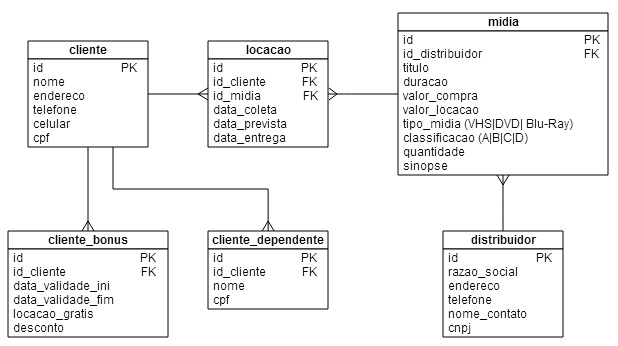 cliente
id PK
nome
endereco
telefone
celular
cpf
locacao
id PK
id_cliente FK
id_midia FK
data_coleta
data_prevista
data_entrega
midia
id PK
id_distribuidor FK
titulo
duracao
valor_compra
valor_locacao
tipo_midia (VHS|DVD| Blu-Ray)
classificacao (A|B|C|D)
quantidade
sinopse
cliente_bonus
id PK
id_cliente FK
data_validade_ini
data_validade_fim
locacao_gratis
desconto
cliente_dependente
id PK
id_cliente FK
nome
cpf
distribuidor
id PK
razao_social
endereco
telefone
nome_contato
cnpj